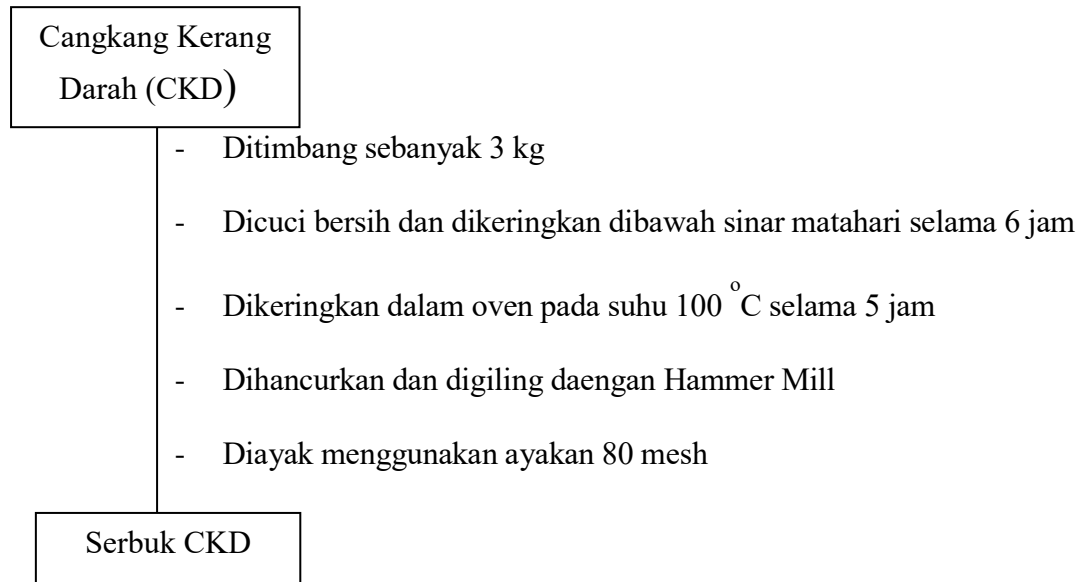 Cangkang Kerang
Darah (CKD)
- Ditimbang sebanyak 3 kg
- Dicuci bersih dan dikeringkan dibawah sinar matahari selama 6 jam
- Dikeringkan dalam oven pada suhu 100 °C selama 5 jam
- Dihancurkan dan digiling daengan Hammer Mill
- Diayak menggunakan ayakan 80 mesh
Serbuk CKD